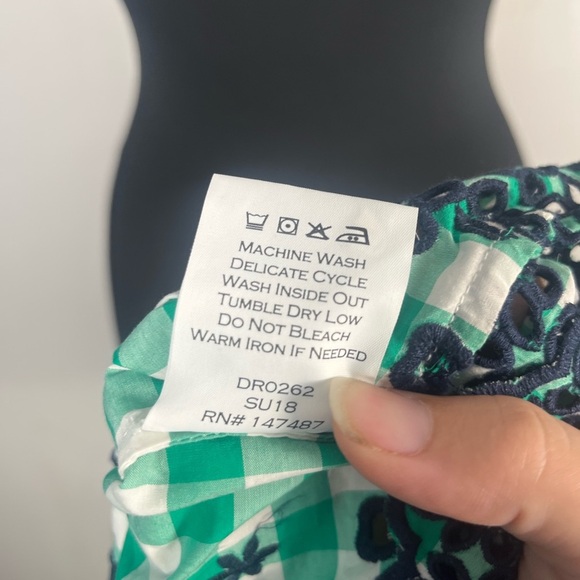 MACHINE WASH
DELICATE CYCLE
WASH INSIDE OUT
TUMBLE DRY LOW
DO NOT BLEACH
WARM IRON IF NEEDED
DR0262
SU18
RN# 147487